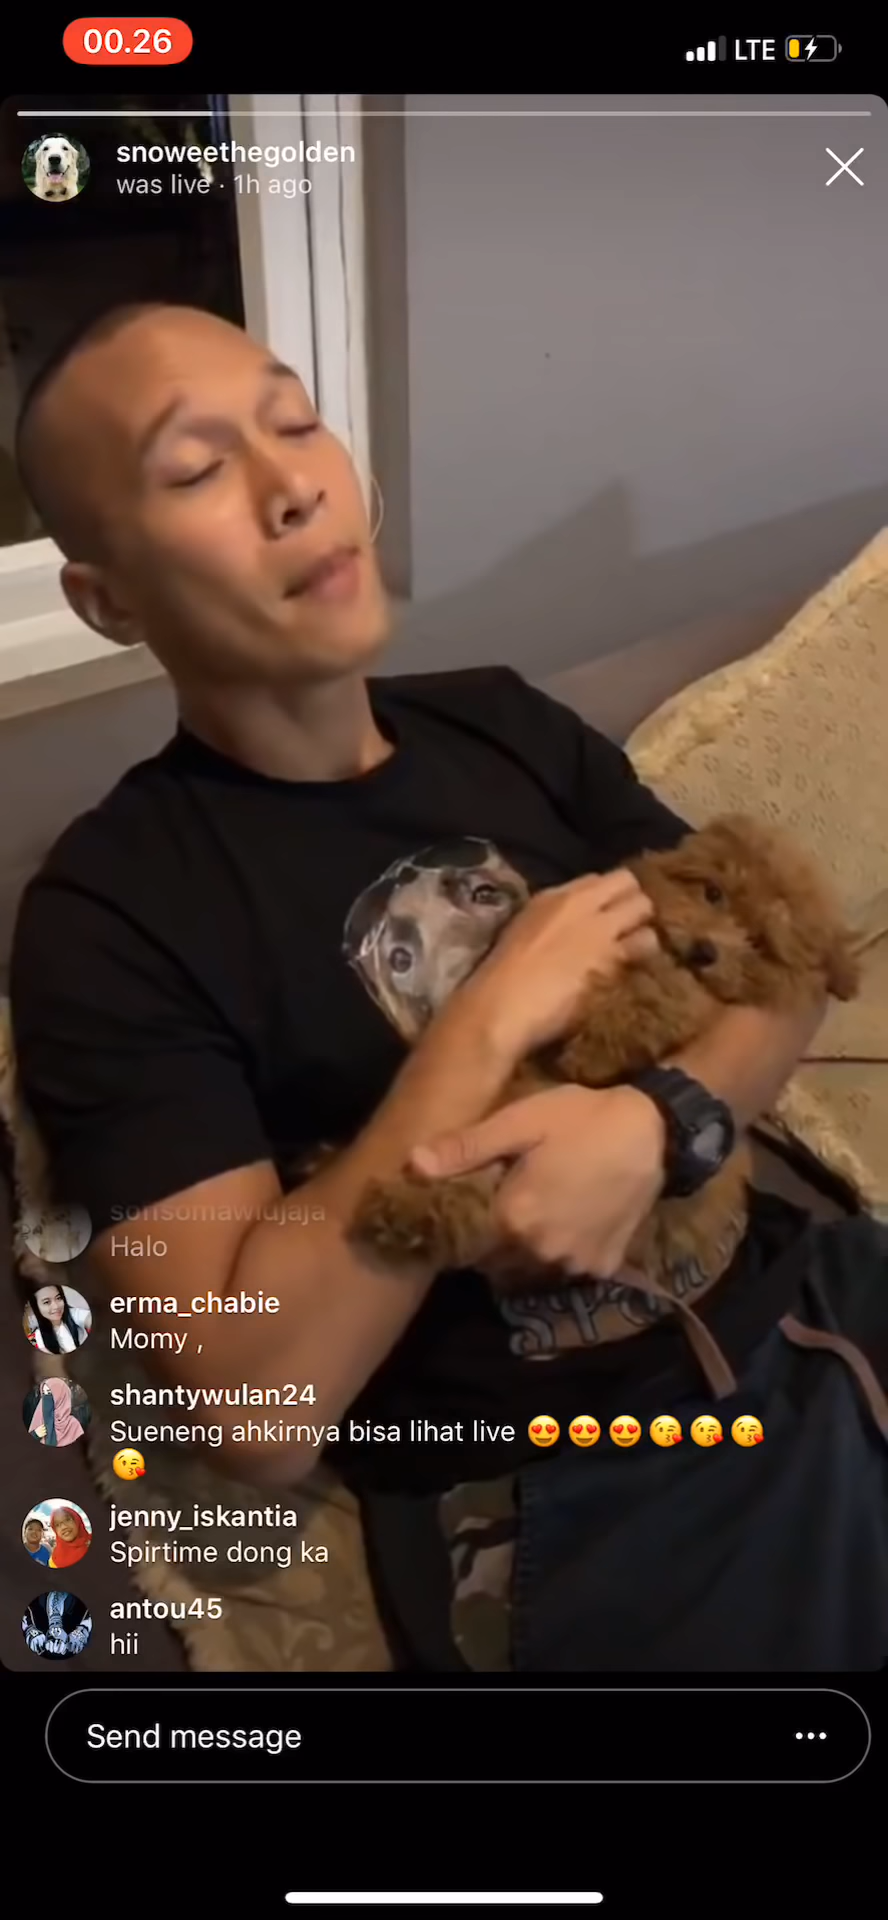 00.26
LTE
snoweethegolden
was live · 1h ago
sonsomawidjaja
Halo
erma_chabie
Momy ,
shantywulan24
Sueneng ahkirnya bisa lihat live 😍😍😍😘😘😘
😘
jenny_iskantia
Spirtime dong ka
antou45
hii
Send message